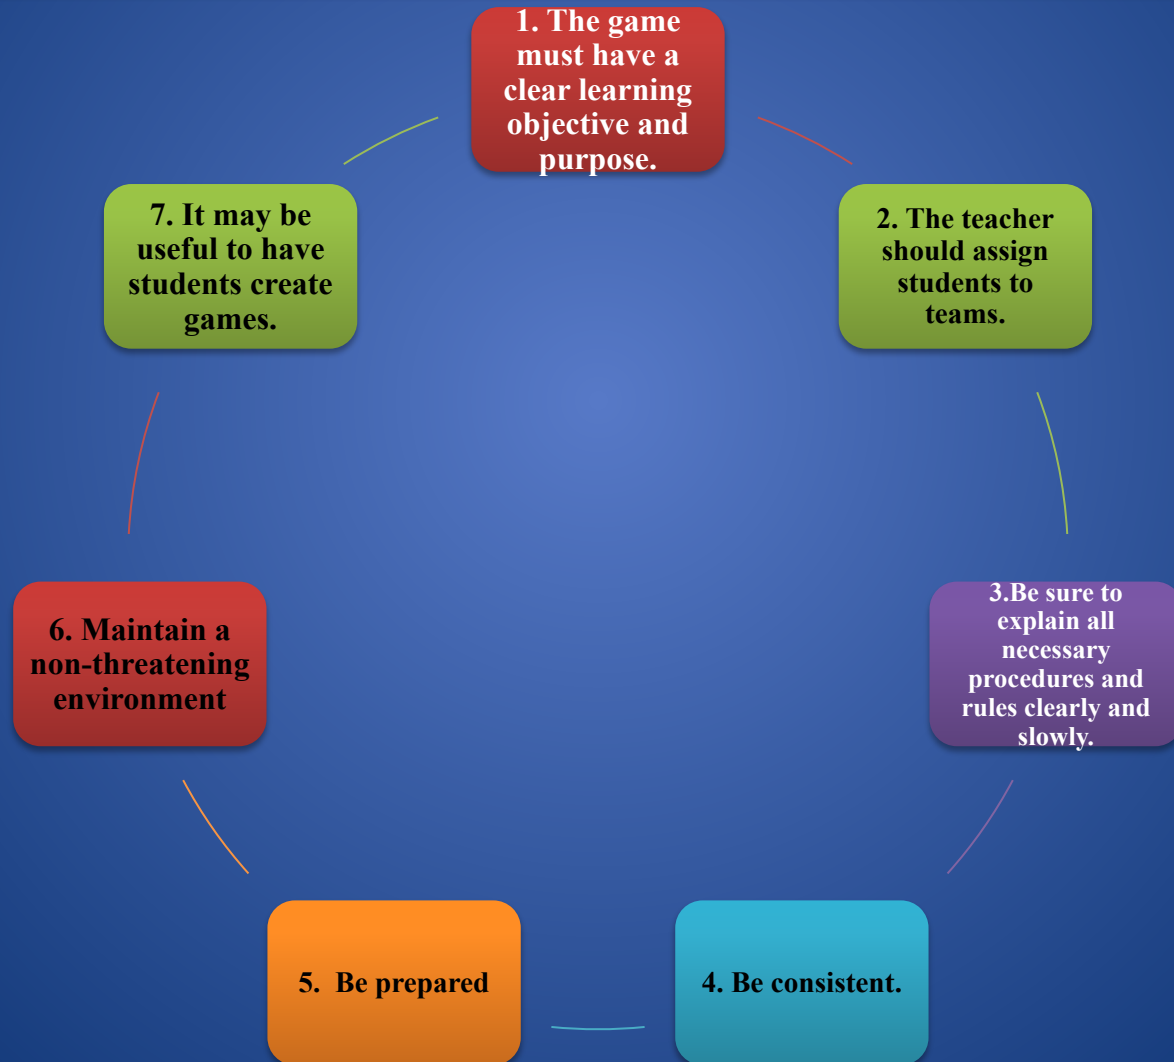 1. The game
must have a
clear learning
objective and
purpose.
2. The teacher
should assign
students to
teams.
3.Be sure to
explain all
necessary
procedures and
rules clearly and
slowly.
4. Be consistent.
5. Be prepared
6. Maintain a
non-threatening
environment
7. It may be
useful to have
students create
games.